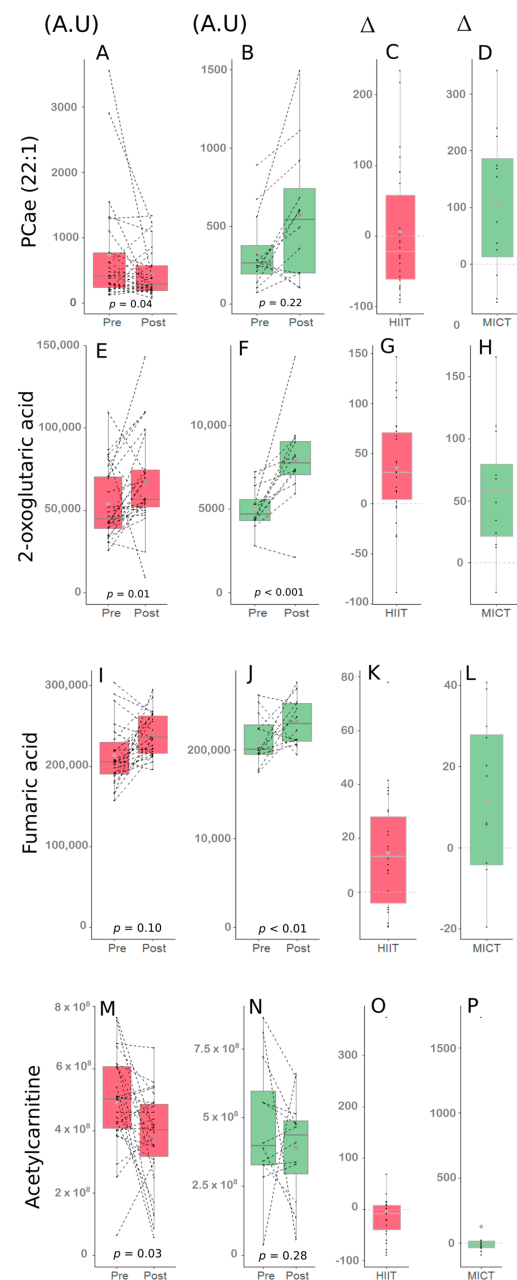 (A.U) (A.U) Δ Δ
A B C D
PCae (22:1)
3000
2000
1000
0
p = 0.04
Pre Post
1500
1000
500
0
p = 0.22
Pre Post
200
100
0
-100
HIIT
300
200
100
0
0
MICT
E F G H
2-oxoglutaric acid
150,000
100,000
50,000
0
p = 0.01
Pre Post
10,000
5000
0
p < 0.001
Pre Post
150
100
50
0
-50
-100
HIIT
150
100
50
0
MICT
I J K L
Fumaric acid
300,000
200,000
100,000
0
p = 0.10
Pre Post
200,000
10,000
0
p < 0.01
Pre Post
80
60
40
20
0
HIIT
40
20
0
-20
MICT
M N O P
Acetylcarnitine
8 x 10⁸
6 x 10⁸
4 x 10⁸
2 x 10⁸
0
p = 0.03
Pre Post
7.5 x 10⁸
5 x 10⁸
2.5 x 10⁸
0
p = 0.28
Pre Post
300
200
100
0
-100
HIIT
1500
1000
500
0
MICT